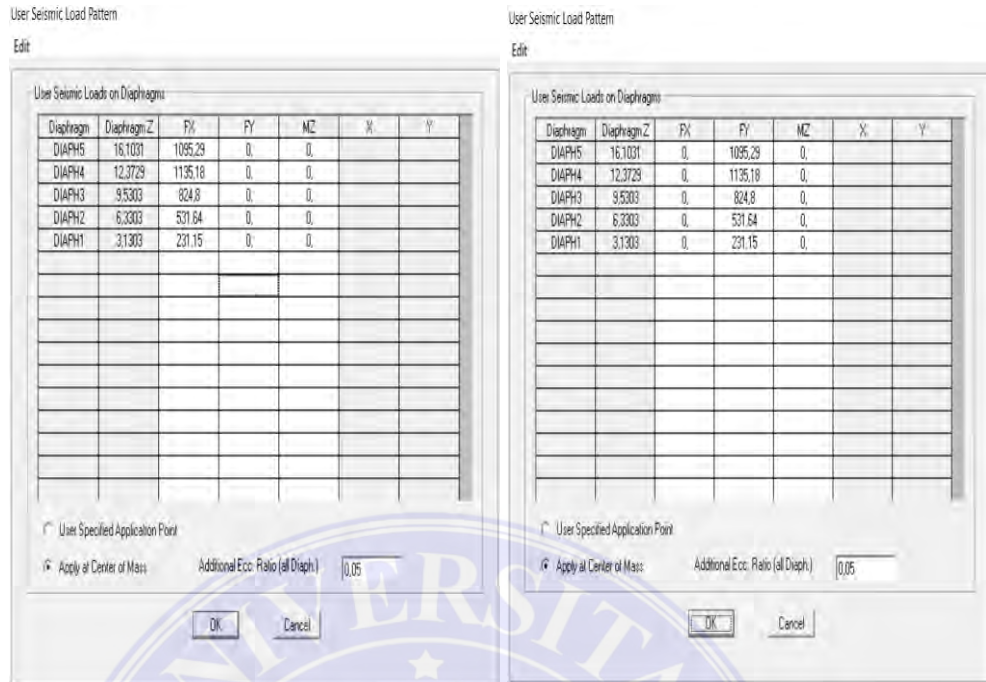 User Seismic Load Pattern
Edit
User Seismic Loads on Diaphragms
Diaphragm Diaphragm Z FX FY MZ X Y
DIAPH5 16,1031 1095,29 0, 0,
DIAPH4 12,3729 1135,18 0, 0,
DIAPH3 9,5303 824,8 0, 0,
DIAPH2 6,3303 531,64 0, 0,
DIAPH1 3,1303 231,15 0, 0,
User Specified Application Point
Apply at Center of Mass Additional Ecc. Ratio (all Diaph.) 0,05
OK Cancel
User Seismic Load Pattern
Edit
User Seismic Loads on Diaphragms
Diaphragm Diaphragm Z FX FY MZ X Y
DIAPH5 16,1031 0, 1095,29 0,
DIAPH4 12,3729 0, 1135,18 0,
DIAPH3 9,5303 0, 824,8 0,
DIAPH2 6,3303 0, 531,64 0,
DIAPH1 3,1303 0, 231,15 0,
User Specified Application Point
Apply at Center of Mass Additional Ecc. Ratio (all Diaph.) 0,05
OK Cancel
NIVERSITA